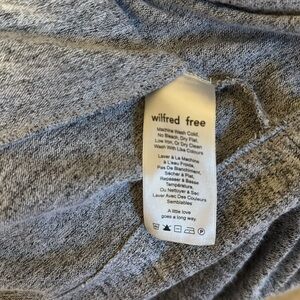 wilfred free
Machine Wash Cold,
No Bleach, Dry Flat,
Low Iron, Or Dry Clean
Wash With Like Colours
Laver À La Machine
À L'eau Froide,
Pas De Blanchiment,
Sécher à Plat,
Repasser à Basse
Température,
Ou Nettoyer à Sec
Laver Avec Des Couleurs
Semblables
A little love
goes a long way.